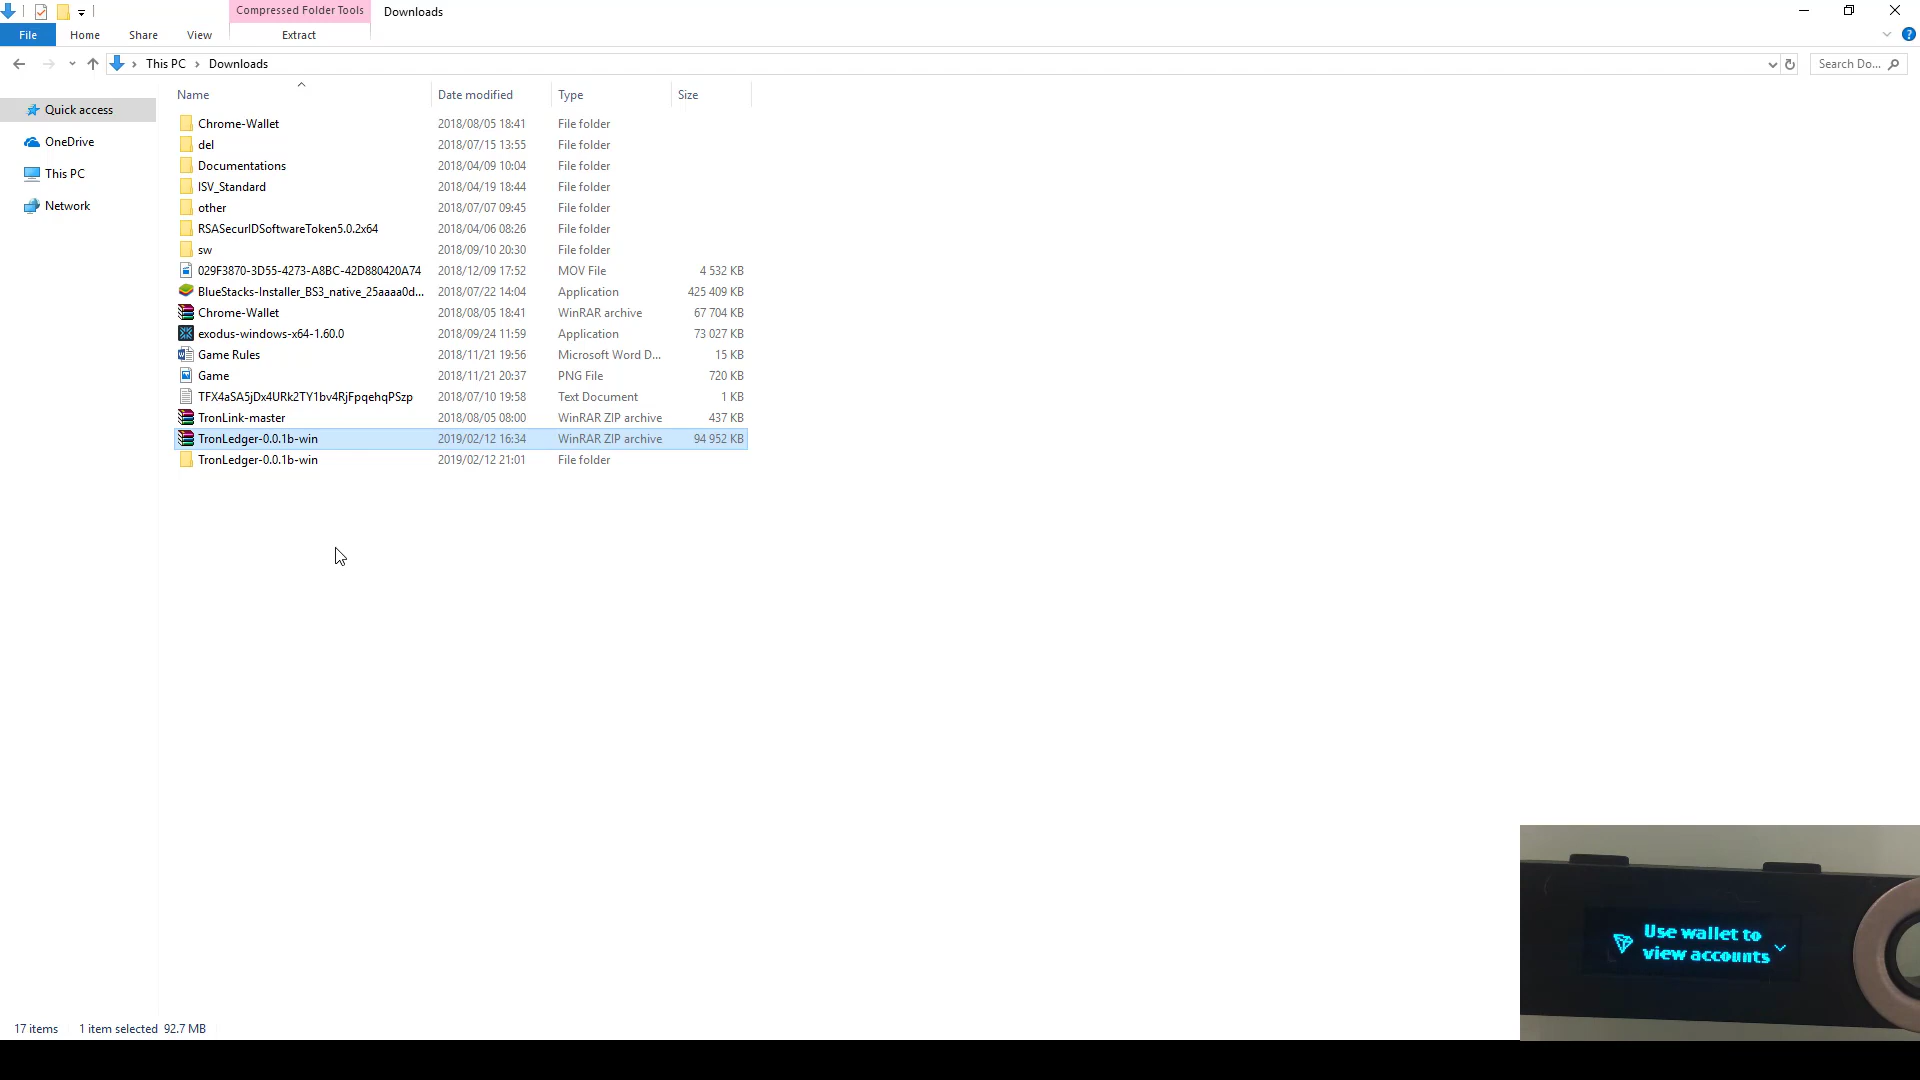 Compressed Folder Tools
Downloads
File
Home
Share
View
Extract
This PC
Downloads
Search Do...
Name
Date modified
Type
Size
Quick access
OneDrive
This PC
Network
Chrome-Wallet 2018/08/05 18:41 File folder
del 2018/07/15 13:55 File folder
Documentations 2018/04/09 10:04 File folder
ISV_Standard 2018/04/19 18:44 File folder
other 2018/07/07 09:45 File folder
RSASecurIDSoftwareToken5.0.2x64 2018/04/06 08:26 File folder
sw 2018/09/10 20:30 File folder
029F3870-3D55-4273-A8BC-42D880420A74 2018/12/09 17:52 MOV File 4 532 KB
BlueStacks-Installer_BS3_native_25aaaa0d... 2018/07/22 14:04 Application 425 409 KB
Chrome-Wallet 2018/08/05 18:41 WinRAR archive 67 704 KB
exodus-windows-x64-1.60.0 2018/09/24 11:59 Application 73 027 KB
Game Rules 2018/11/21 19:56 Microsoft Word D... 15 KB
Game 2018/11/21 20:37 PNG File 720 KB
TFX4aSA5jDx4URk2TY1bv4RjFpqehqPSzp 2018/07/10 19:58 Text Document 1 KB
TronLink-master 2018/08/05 08:00 WinRAR ZIP archive 437 KB
TronLedger-0.0.1b-win 2019/02/12 16:34 WinRAR ZIP archive 94 952 KB
TronLedger-0.0.1b-win 2019/02/12 21:01 File folder
Use wallet to
view accounts
17 items
1 item selected 92.7 MB